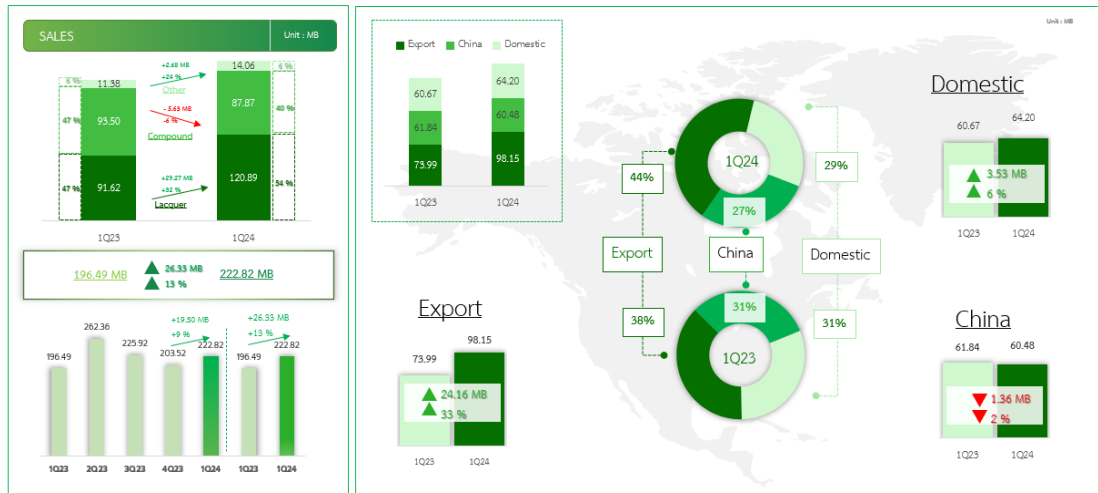 SALES
Unit : MB
6 %
11.38
+2.68 MB
+24 %
Other
14.06
6 %
47 %
93.50
- 5.63 MB
-6 %
Compound
87.87
40 %
47 %
91.62
+29.27 MB
+32 %
Lacquer
120.89
54 %
1Q23
1Q24
196.49 MB
26.33 MB
13 %
222.82 MB
196.49
262.36
225.92
203.52
+19.50 MB
+9 %
222.82
+26.33 MB
+13 %
196.49
222.82
1Q23
2Q23
3Q23
4Q23
1Q24
1Q23
1Q24
Unit : MB
Export
China
Domestic
60.67
61.84
73.99
64.20
60.48
98.15
1Q23
1Q24
1Q24
44%
29%
27%
Export
China
Domestic
38%
31%
31%
1Q23
Domestic
60.67
64.20
3.53 MB
6 %
1Q23
1Q24
Export
73.99
98.15
24.16 MB
33 %
1Q23
1Q24
China
61.84
60.48
1.36 MB
2 %
1Q23
1Q24